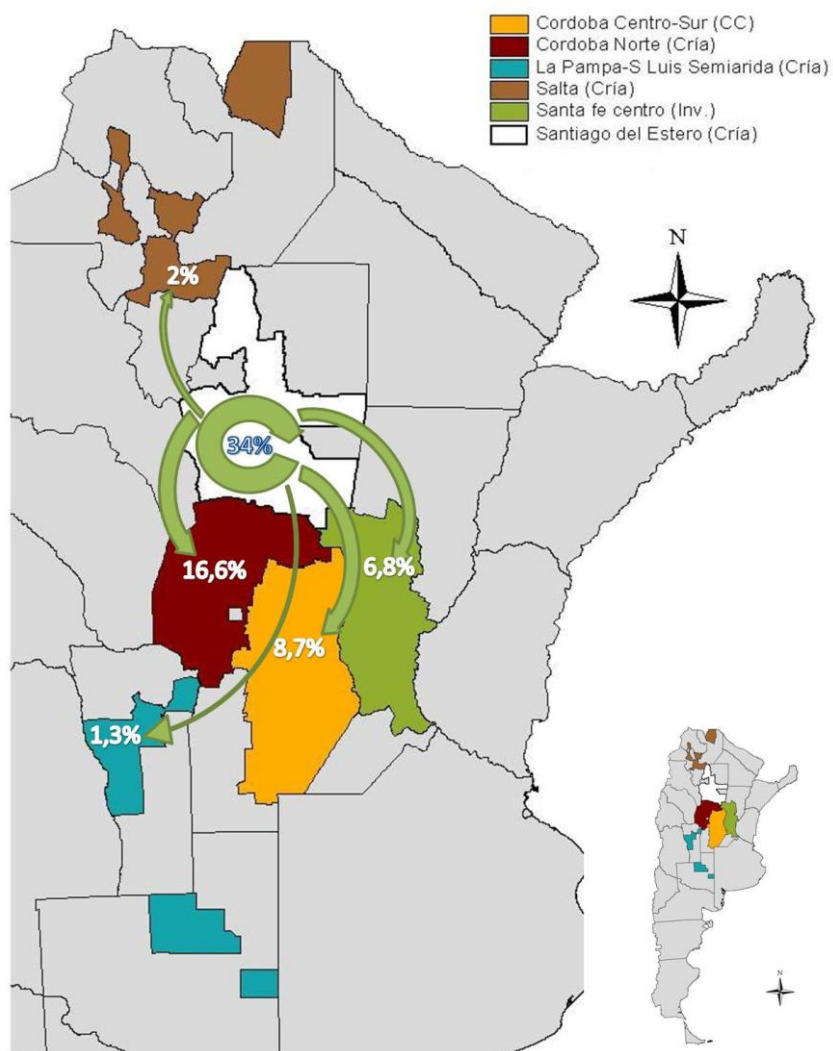 Cordoba Centro-Sur (CC)
Cordoba Norte (Cría)
La Pampa-S Luis Semiarida (Cría)
Salta (Cría)
Santa fe centro (Inv.)
Santiago del Estero (Cría)
N
2%
34%
16,6%
6,8%
8,7%
1,3%
N